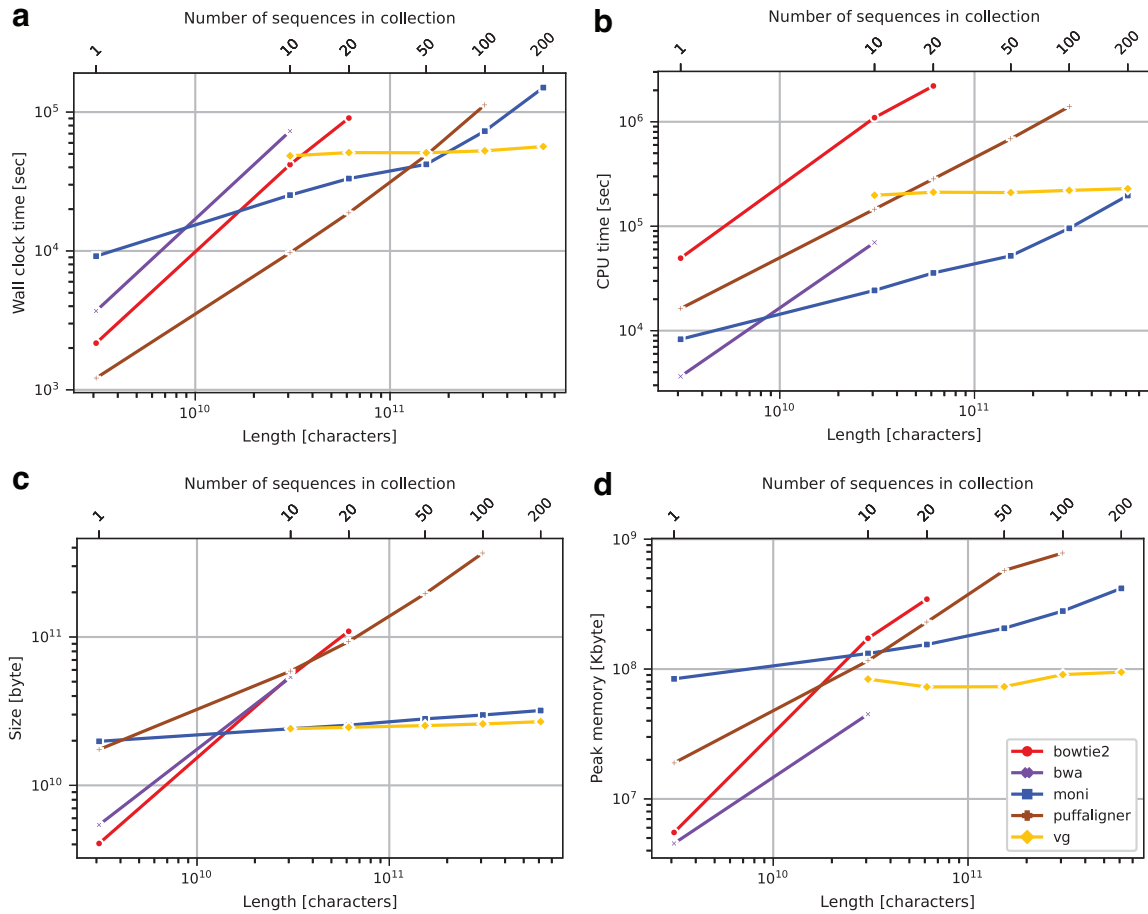 a
Number of sequences in collection
1 10 20 50 100 200
Wall clock time [sec]
10^5
10^4
10^3
10^10 10^11
Length [characters]
b
Number of sequences in collection
1 10 20 50 100 200
CPU time [sec]
10^6
10^5
10^4
10^10 10^11
Length [characters]
c
Number of sequences in collection
1 10 20 50 100 200
Size [byte]
10^11
10^10
10^10 10^11
Length [characters]
d
Number of sequences in collection
1 10 20 50 100 200
Peak memory [Kbyte]
10^9
10^8
10^7
10^10 10^11
Length [characters]
bowtie2
bwa
moni
puffaligner
vg